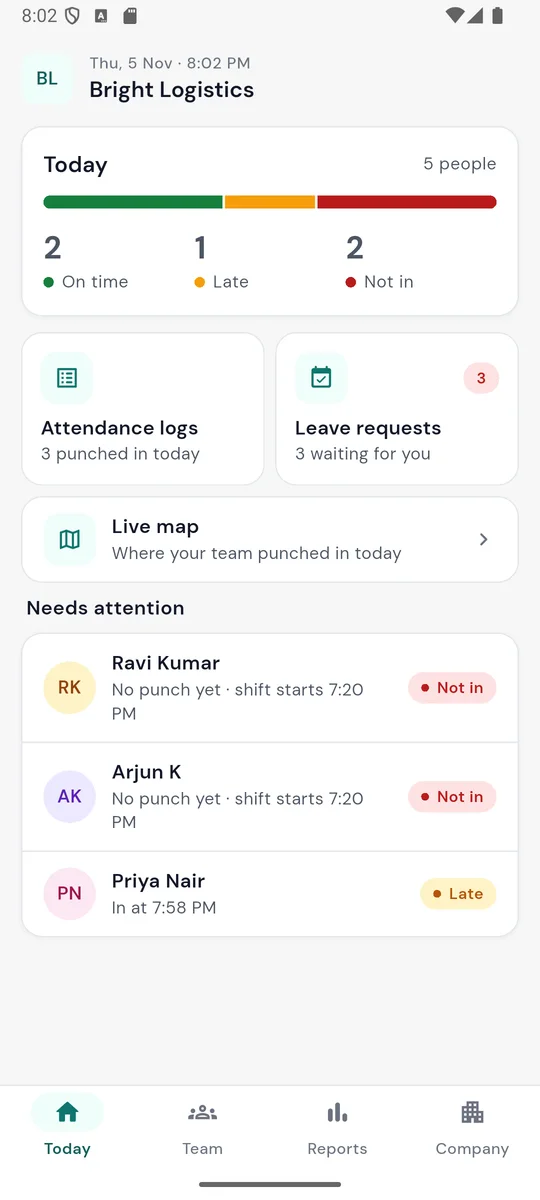 8:02
BL
Thu, 5 Nov · 8:02 PM
Bright Logistics
Today
5 people
2
1
2
On time
Late
Not in
Attendance logs
3 punched in today
3
Leave requests
3 waiting for you
Live map
Where your team punched in today
Needs attention
RK
Ravi Kumar
No punch yet · shift starts 7:20
PM
Not in
AK
Arjun K
No punch yet · shift starts 7:20
PM
Not in
PN
Priya Nair
In at 7:58 PM
Late
Today
Team
Reports
Company